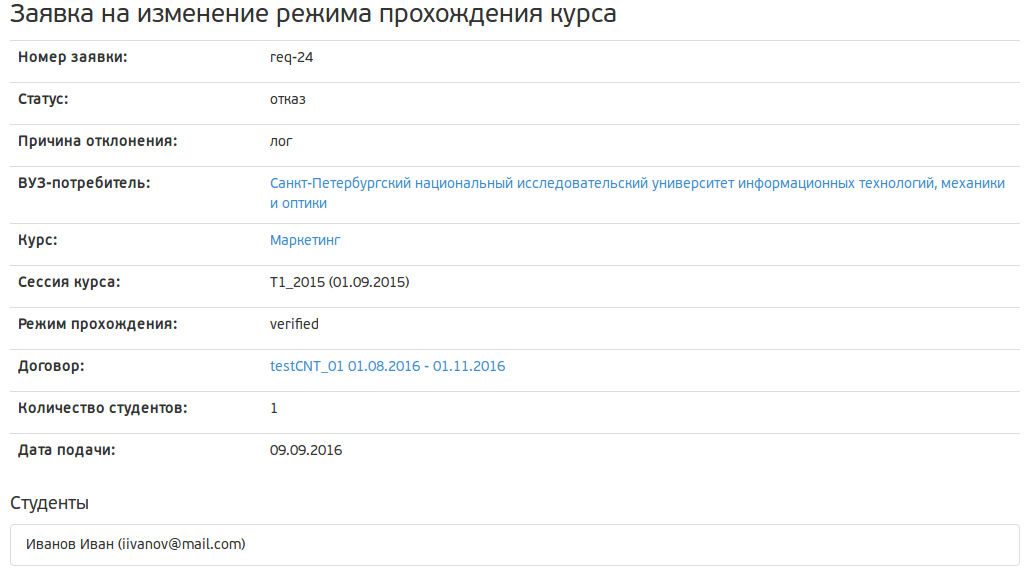 Заявка на изменение режима прохождения курса
Номер заявки: req-24
Статус: отказ
Причина отклонения: лог
ВУЗ-потребитель: Санкт-Петербургский национальный исследовательский университет информационных технологий, механики
и оптики
Курс: Маркетинг
Сессия курса: T1_2015 (01.09.2015)
Режим прохождения: verified
Договор: testCNT_01 01.08.2016 - 01.11.2016
Количество студентов: 1
Дата подачи: 09.09.2016
Студенты
Иванов Иван (iivanov@mail.com)